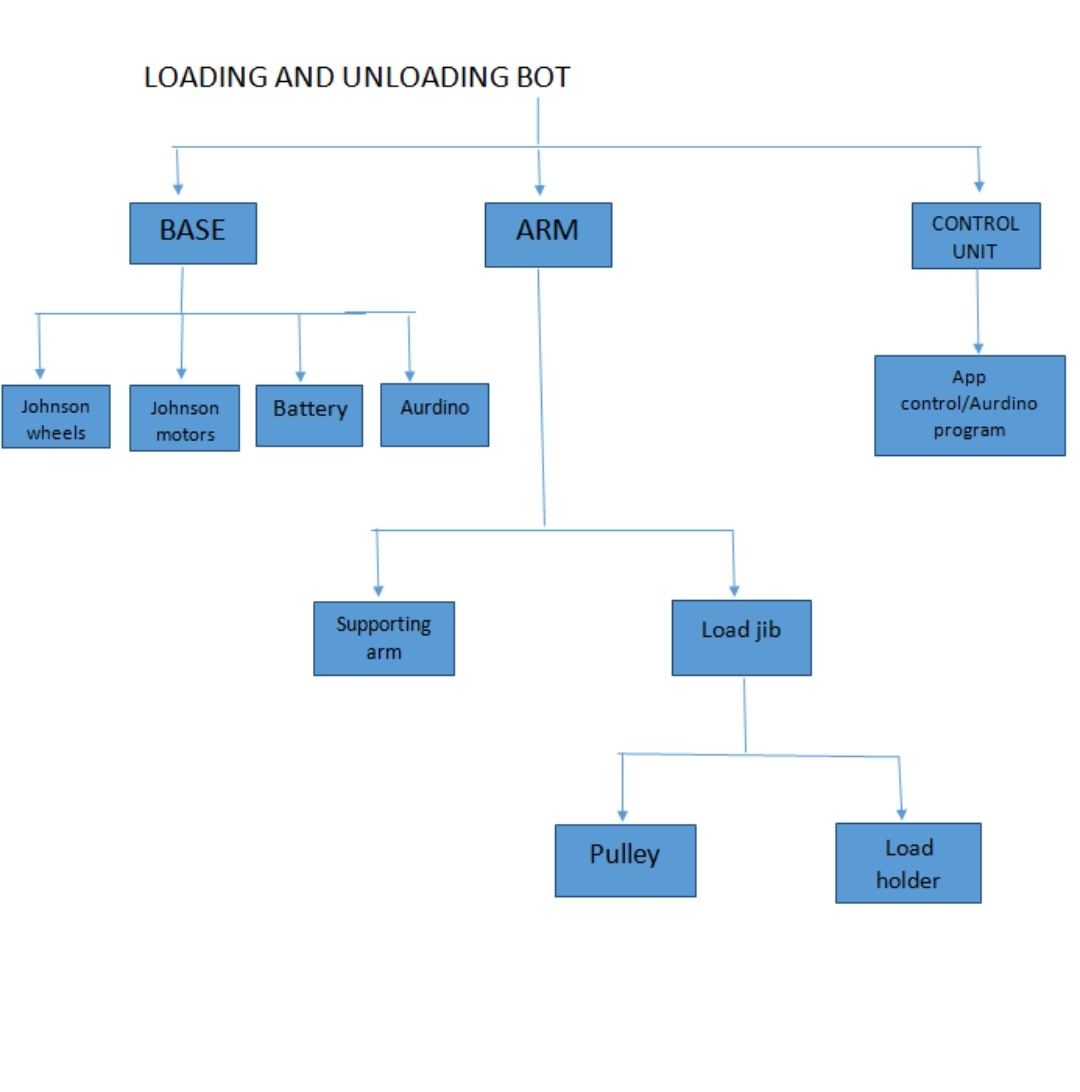 LOADING AND UNLOADING BOT
BASE
ARM
CONTROL
UNIT
Johnson
wheels
Johnson
motors
Battery
Aurdino
App
control/Aurdino
program
Supporting
arm
Load jib
Pulley
Load
holder